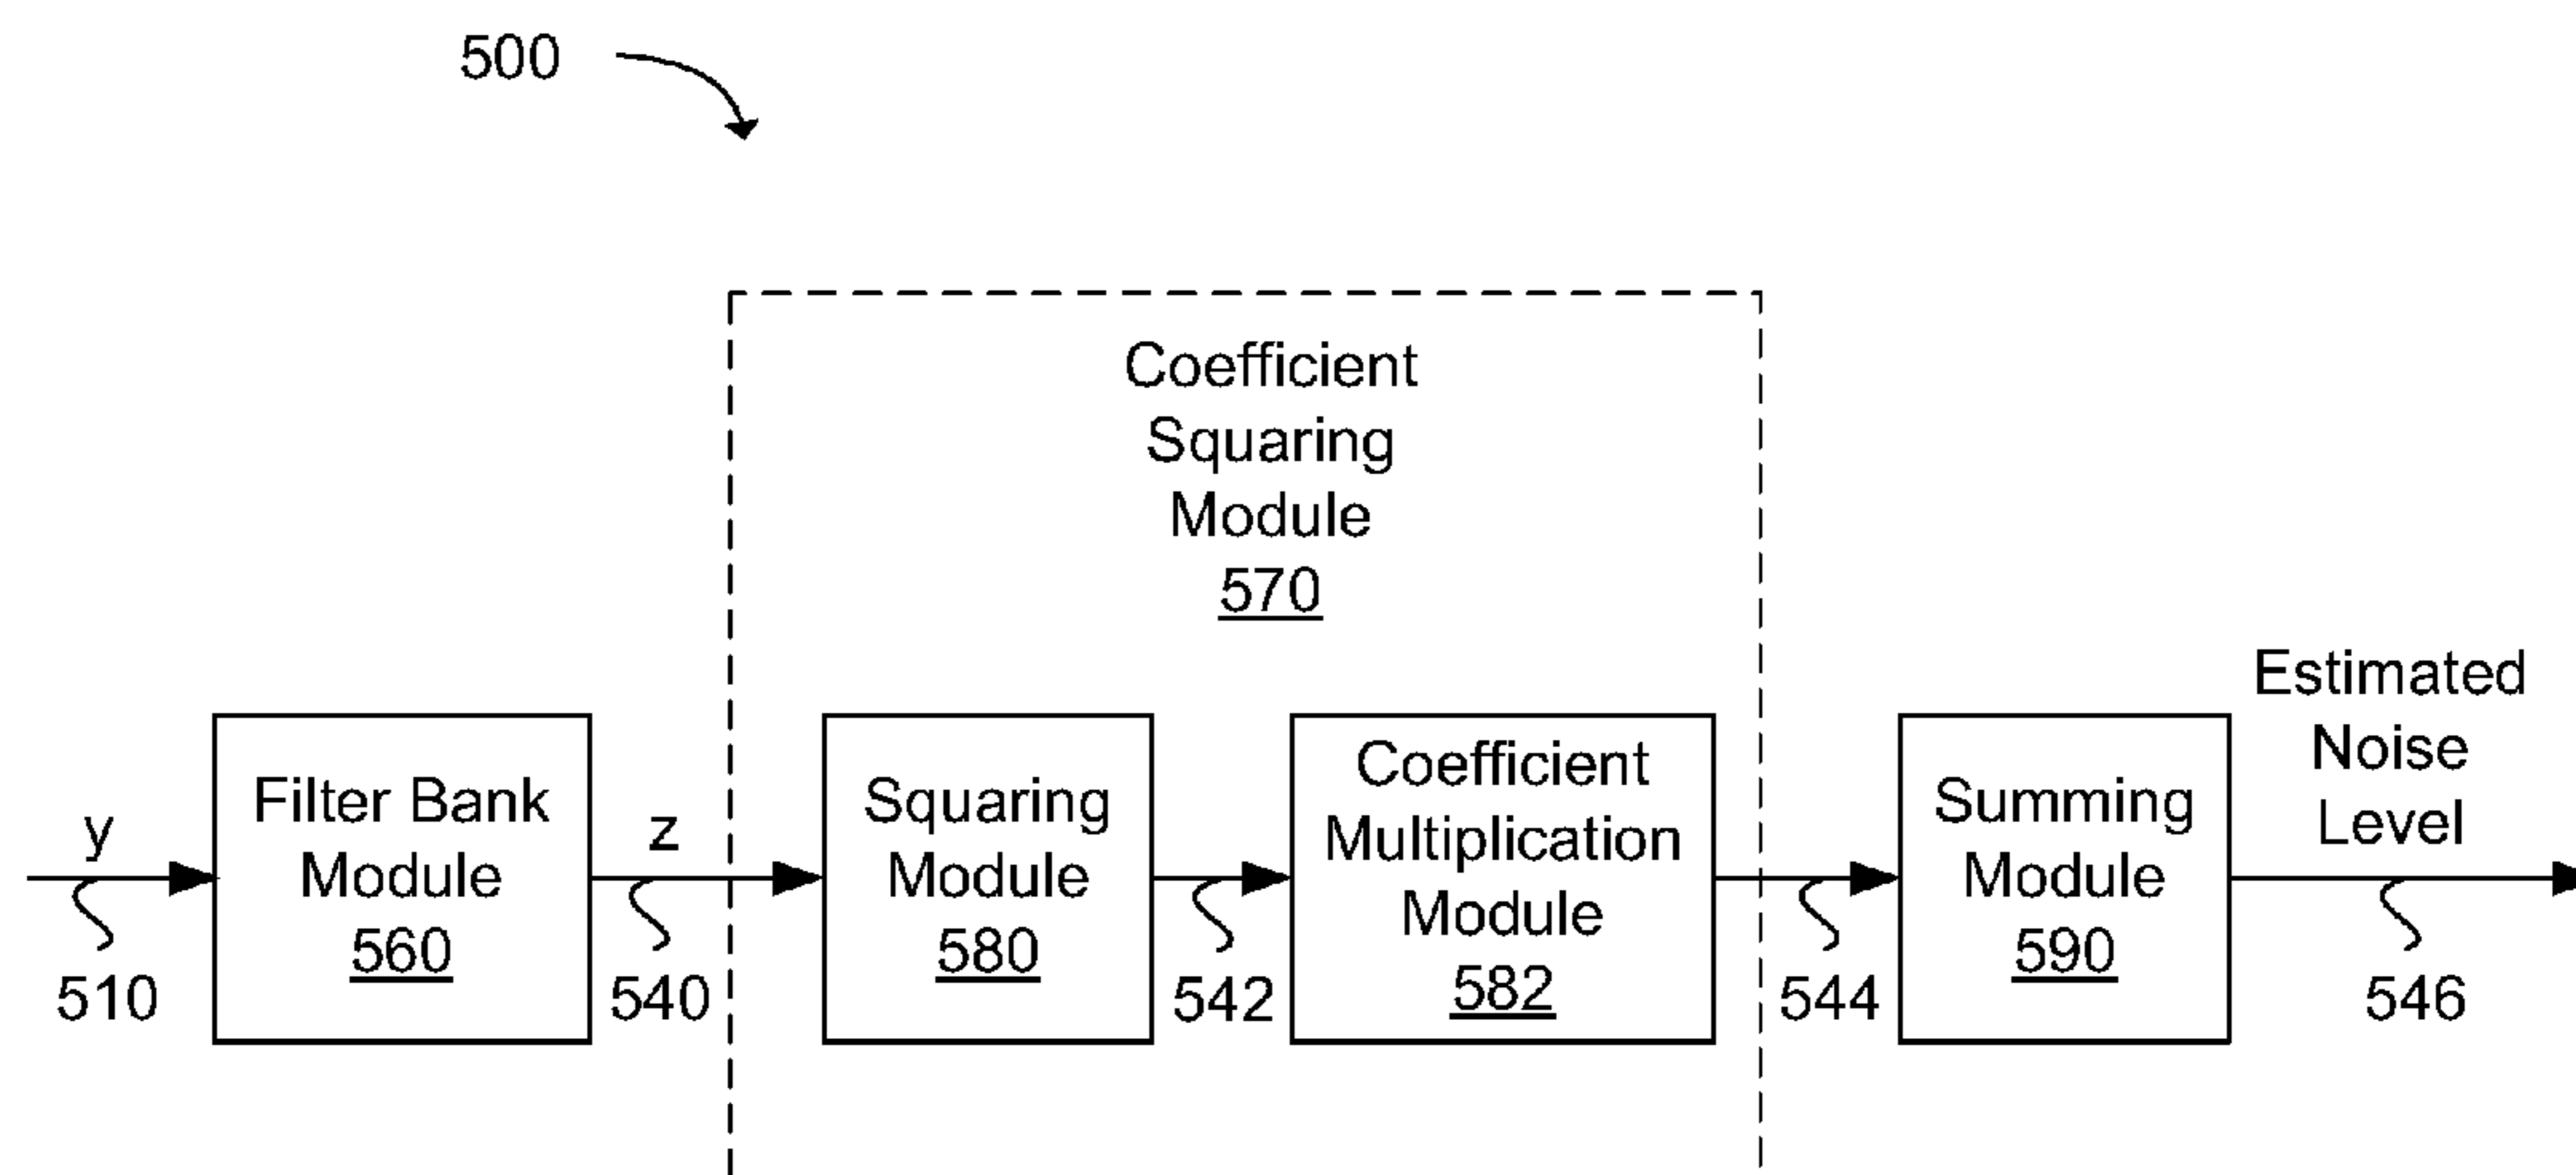 500
Coefficient
Squaring
Module
570
y
510
Filter Bank
Module
560
z
540
Squaring
Module
580
542
Coefficient
Multiplication
Module
582
544
Summing
Module
590
Estimated
Noise
Level
546